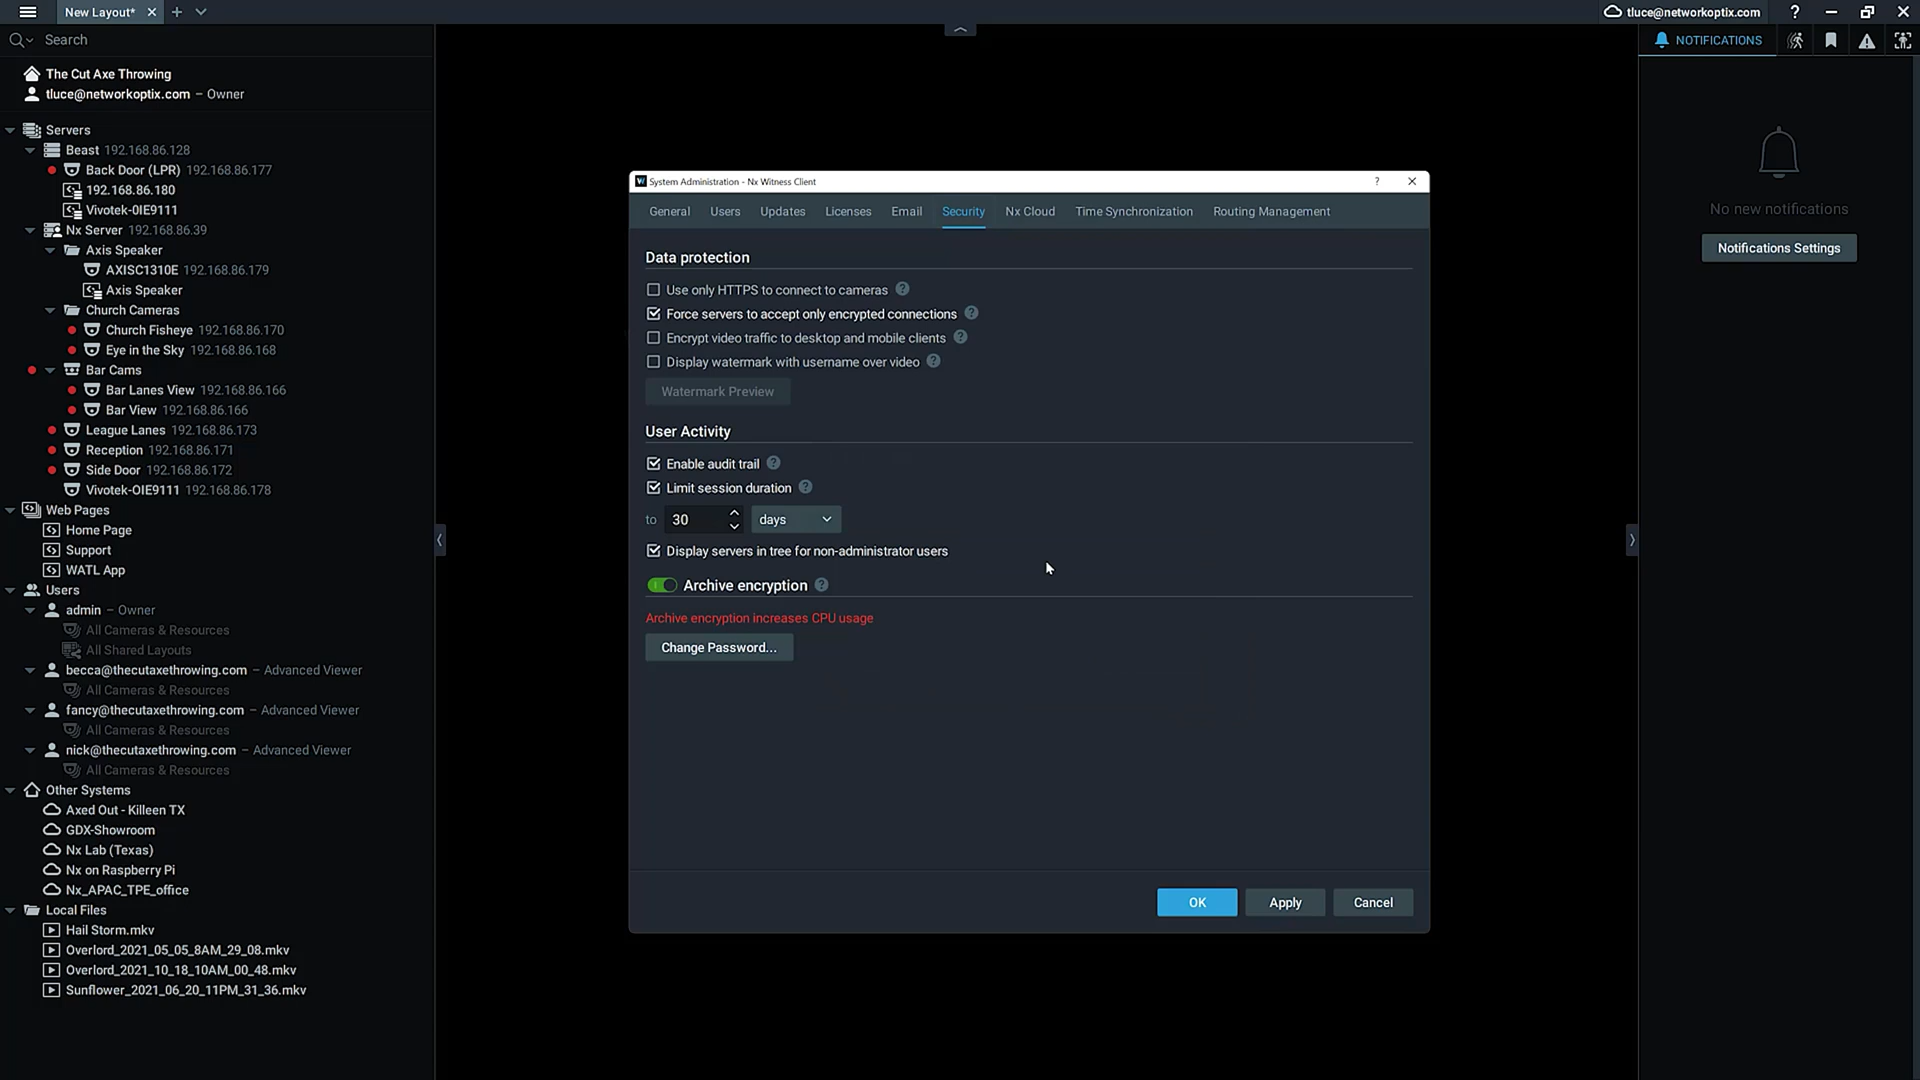 New Layout*
tluce@networkoptix.com
?
Search
NOTIFICATIONS
The Cut Axe Throwing
tluce@networkoptix.com – Owner
Servers
Beast 192.168.86.128
Back Door (LPR) 192.168.86.177
192.168.86.180
Vivotek-0IE9111
Nx Server 192.168.86.39
Axis Speaker
AXISC1310E 192.168.86.179
Axis Speaker
Church Cameras
Church Fisheye 192.168.86.170
Eye in the Sky 192.168.86.168
Bar Cams
Bar Lanes View 192.168.86.166
Bar View 192.168.86.166
League Lanes 192.168.86.173
Reception 192.168.86.171
Side Door 192.168.86.172
Vivotek-OIE9111 192.168.86.178
Web Pages
Home Page
Support
WATL App
Users
admin – Owner
All Cameras & Resources
All Shared Layouts
becca@thecutaxethrowing.com – Advanced Viewer
All Cameras & Resources
fancy@thecutaxethrowing.com – Advanced Viewer
All Cameras & Resources
nick@thecutaxethrowing.com – Advanced Viewer
All Cameras & Resources
Other Systems
Axed Out - Killeen TX
GDX-Showroom
Nx Lab (Texas)
Nx on Raspberry Pi
Nx_APAC_TPE_office
Local Files
Hail Storm.mkv
Overlord_2021_05_05_8AM_29_08.mkv
Overlord_2021_10_18_10AM_00_48.mkv
Sunflower_2021_06_20_11PM_31_36.mkv
System Administration - Nx Witness Client ?
General Users Updates Licenses Email Security Nx Cloud Time Synchronization Routing Management
Data protection
Use only HTTPS to connect to cameras ?
Force servers to accept only encrypted connections ?
Encrypt video traffic to desktop and mobile clients ?
Display watermark with username over video ?
Watermark Preview
User Activity
Enable audit trail ?
Limit session duration ?
to 30 days
Display servers in tree for non-administrator users
Archive encryption ?
Archive encryption increases CPU usage
Change Password...
OK Apply Cancel
No new notifications
Notifications Settings